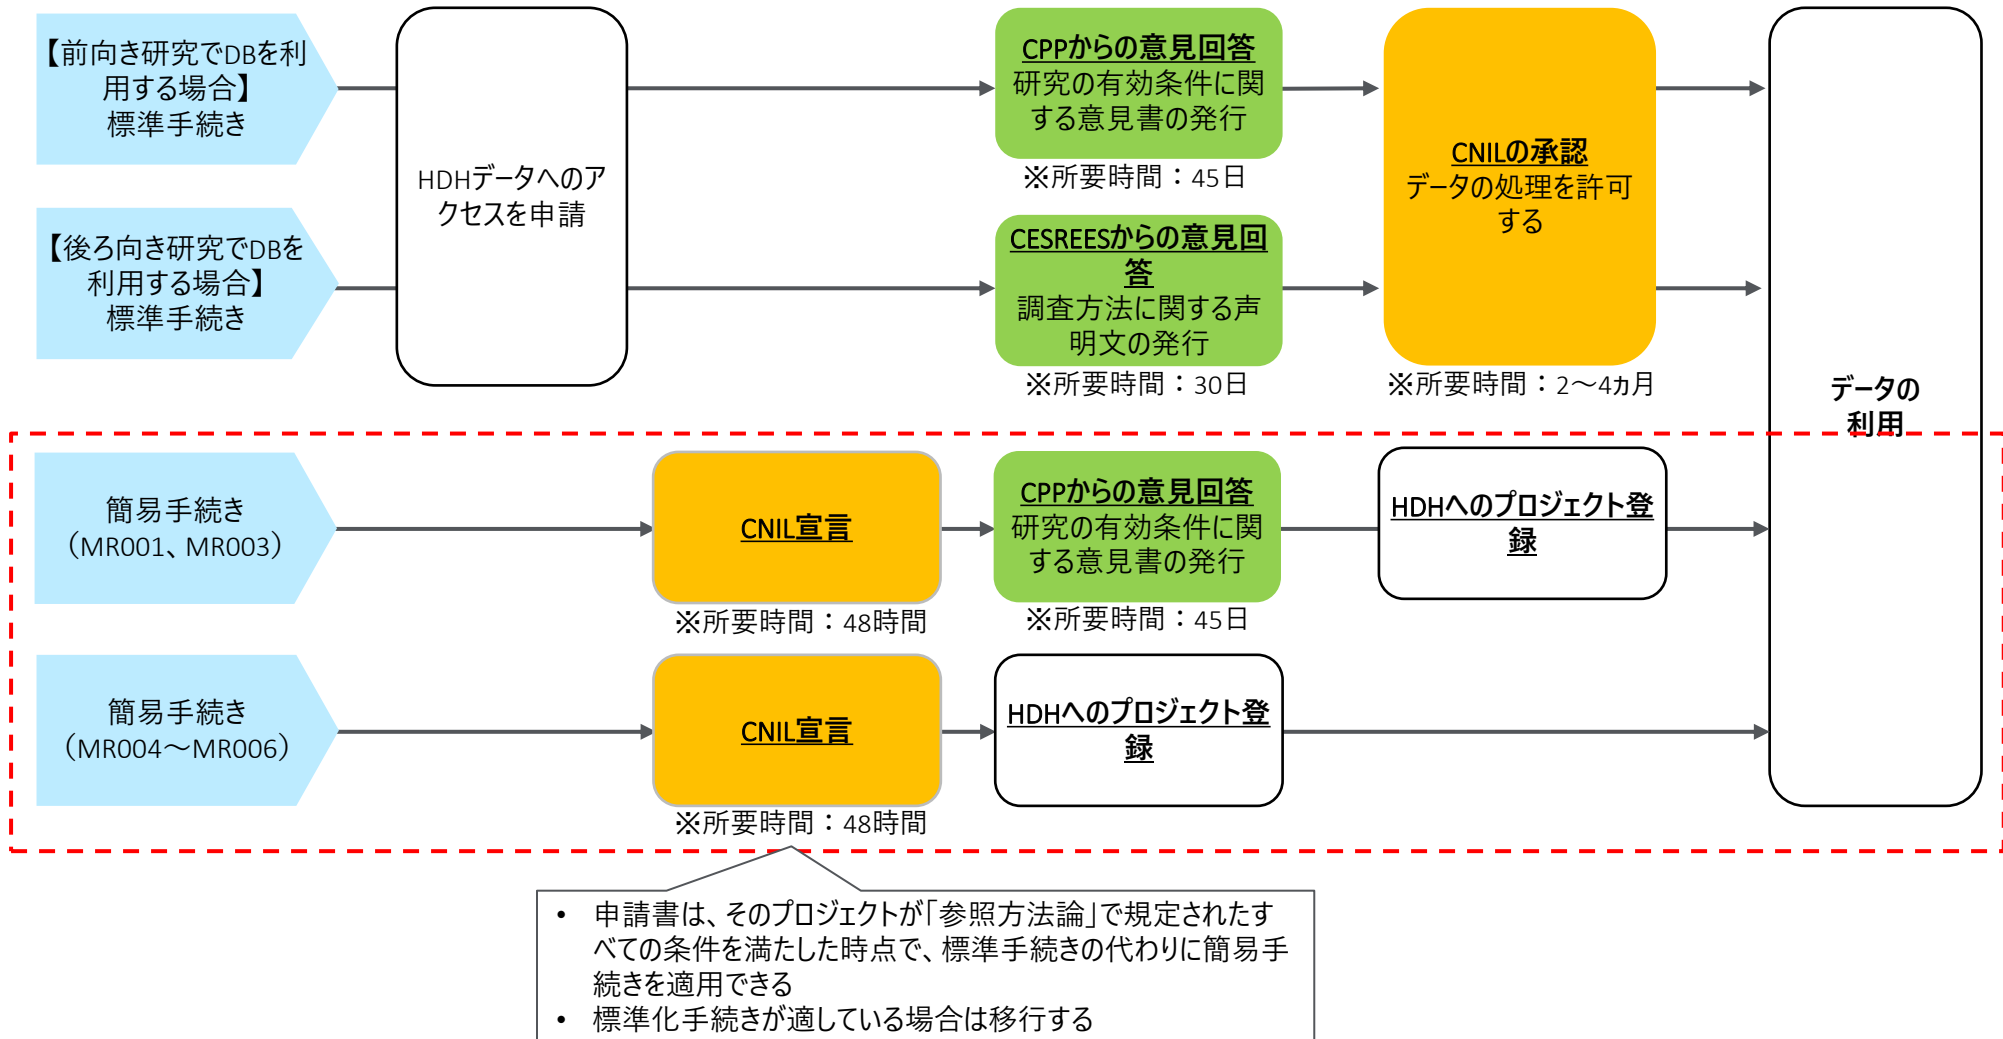 【前向き研究でDBを利
用する場合】
標準手続き
HDHデータへのア
クセスを申請
CPPからの意見回答
研究の有効条件に関
する意見書の発行
※所要時間：45日
CNILの承認
データの処理を許可
する
※所要時間：2～4ヵ月
【後ろ向き研究でDBを
利用する場合】
標準手続き
CESREESからの意見回
答
調査方法に関する声
明文の発行
※所要時間：30日
データの
利用
簡易手続き
（MR001、MR003）
CNIL宣言
※所要時間：48時間
CPPからの意見回答
研究の有効条件に関
する意見書の発行
※所要時間：45日
HDHへのプロジェクト登
録
簡易手続き
（MR004～MR006）
CNIL宣言
※所要時間：48時間
HDHへのプロジェクト登
録
• 申請書は、そのプロジェクトが「参照方法論」で規定されたす
べての条件を満たした時点で、標準手続きの代わりに簡易手
続きを適用できる
• 標準化手続きが適している場合は移行する